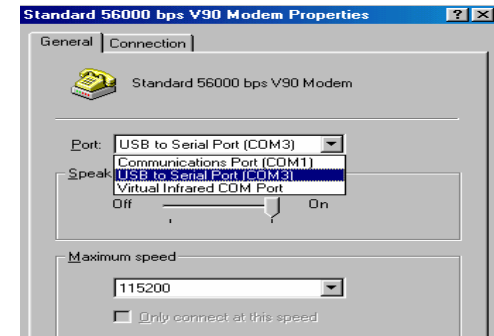 Standard 56000 bps V90 Modem Properties
General Connection
Standard 56000 bps V90 Modem
Port: USB to Serial Port (COM3)
Communications Port (COM1)
Speak USB to Serial Port (COM3)
Virtual Infrared COM Port
Off On
Maximum speed
115200
Only connect at this speed